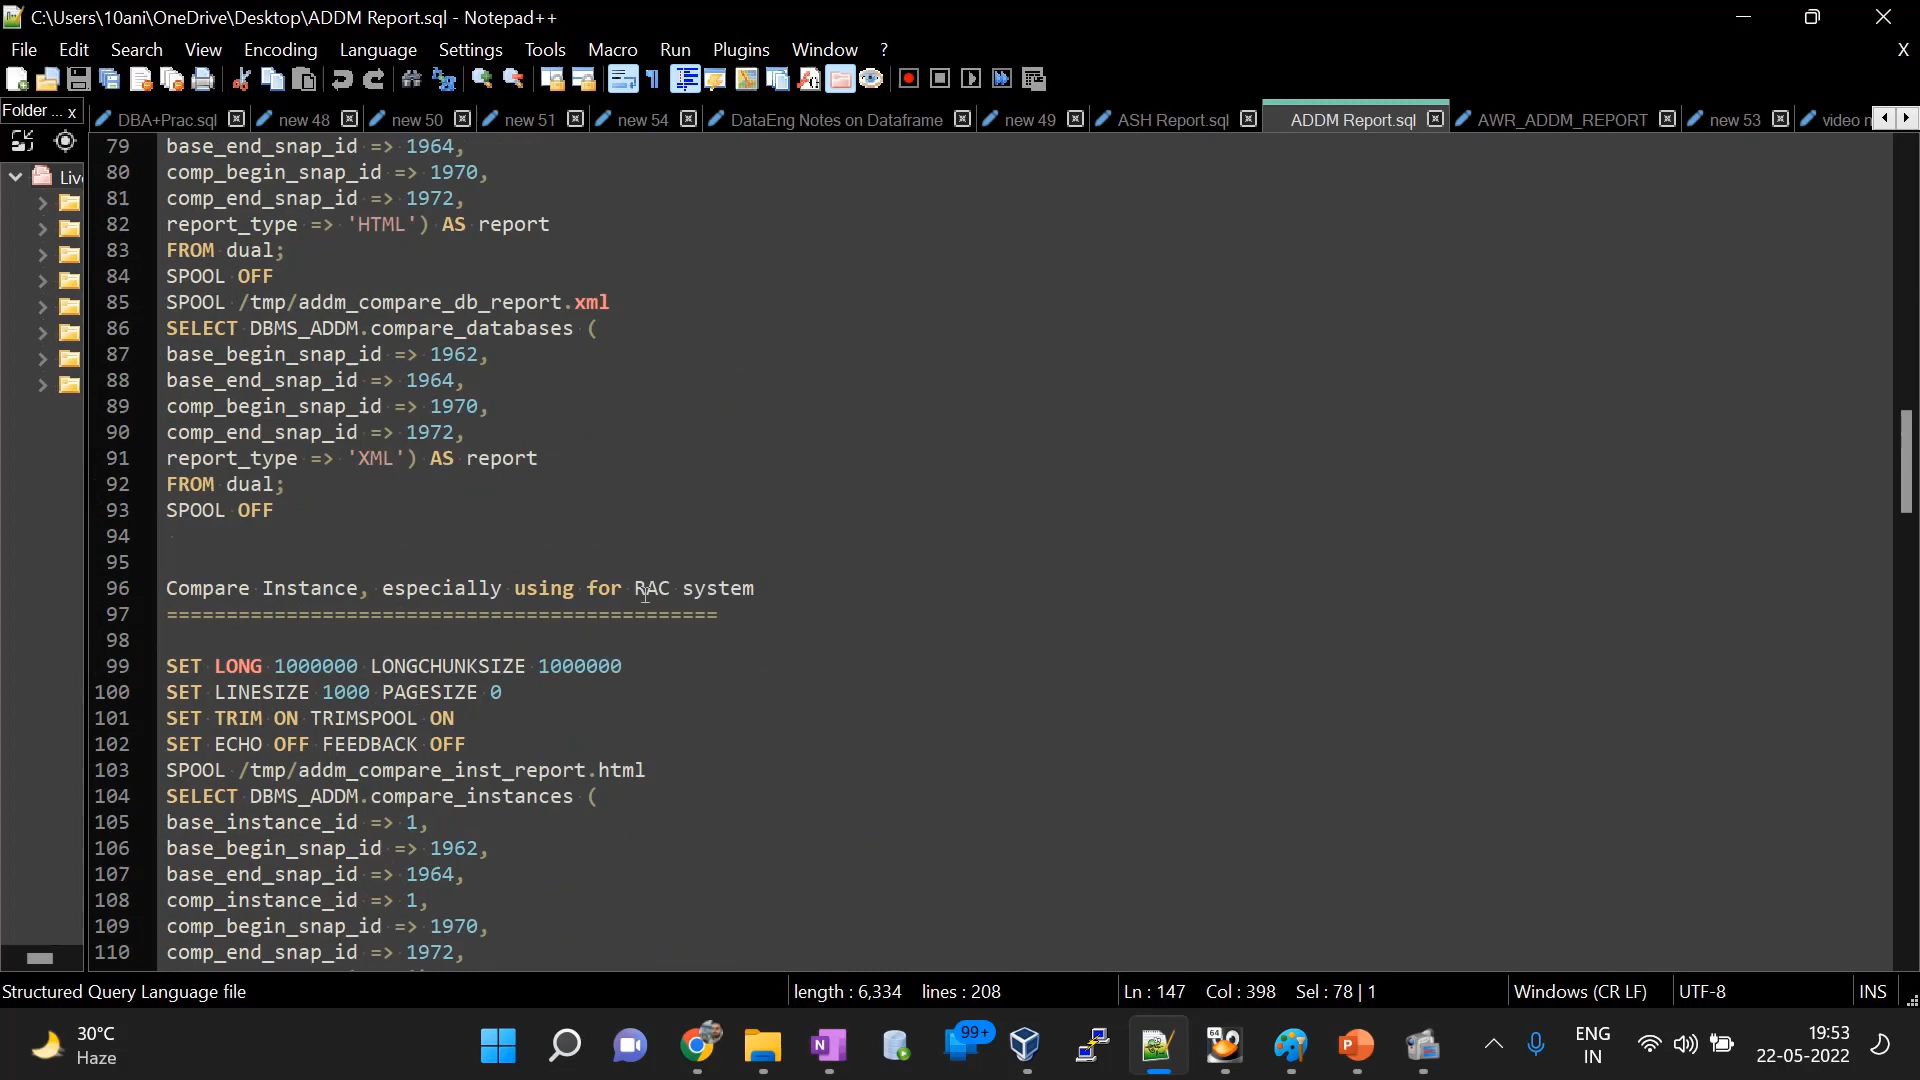 C:\Users\10ani\OneDrive\Desktop\ADDM Report.sql - Notepad++
File Edit Search View Encoding Language Settings Tools Macro Run Plugins Window ? X
Folder ... x
DBA+Prac.sql new 48 new 50 new 51 new 54 DataEng Notes on Dataframe new 49 ASH Report.sql ADDM Report.sql AWR_ADDM_REPORT new 53 video n
Liv
79 base_end_snap_id => 1964,
80 comp_begin_snap_id => 1970,
81 comp_end_snap_id => 1972,
82 report_type => 'HTML') AS report
83 FROM dual;
84 SPOOL OFF
85 SPOOL /tmp/addm_compare_db_report.xml
86 SELECT DBMS_ADDM.compare_databases (
87 base_begin_snap_id => 1962,
88 base_end_snap_id => 1964,
89 comp_begin_snap_id => 1970,
90 comp_end_snap_id => 1972,
91 report_type => 'XML') AS report
92 FROM dual;
93 SPOOL OFF
94
95
96 Compare Instance, especially using for RAC system
97 ==============================================
98
99 SET LONG 1000000 LONGCHUNKSIZE 1000000
100 SET LINESIZE 1000 PAGESIZE 0
101 SET TRIM ON TRIMSPOOL ON
102 SET ECHO OFF FEEDBACK OFF
103 SPOOL /tmp/addm_compare_inst_report.html
104 SELECT DBMS_ADDM.compare_instances (
105 base_instance_id => 1,
106 base_begin_snap_id => 1962,
107 base_end_snap_id => 1964,
108 comp_instance_id => 1,
109 comp_begin_snap_id => 1970,
110 comp_end_snap_id => 1972,
Structured Query Language file length : 6,334 lines : 208 Ln : 147 Col : 398 Sel : 78 | 1 Windows (CR LF) UTF-8 INS
30°C
Haze
99+
64
ENG
IN
19:53
22-05-2022